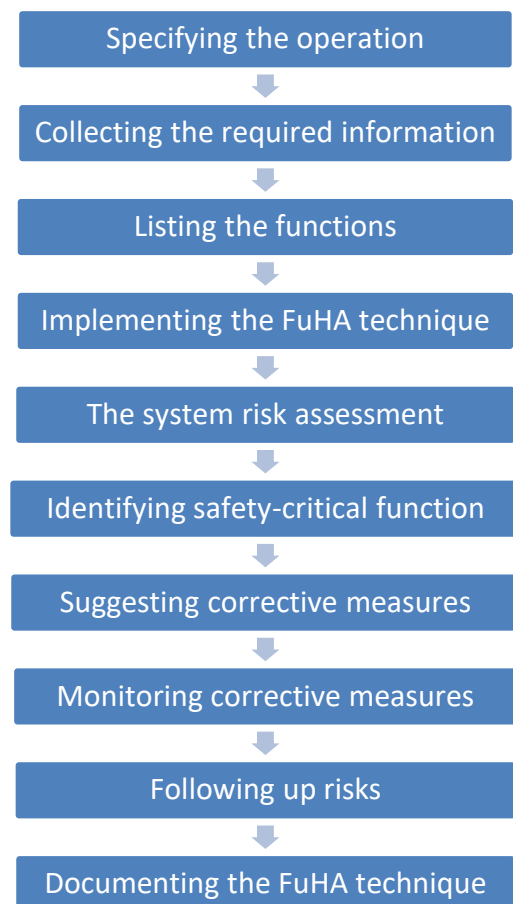 Specifying the operation
Collecting the required information
Listing the functions
Implementing the FuHA technique
The system risk assessment
Identifying safety-critical function
Suggesting corrective measures
Monitoring corrective measures
Following up risks
Documenting the FuHA technique